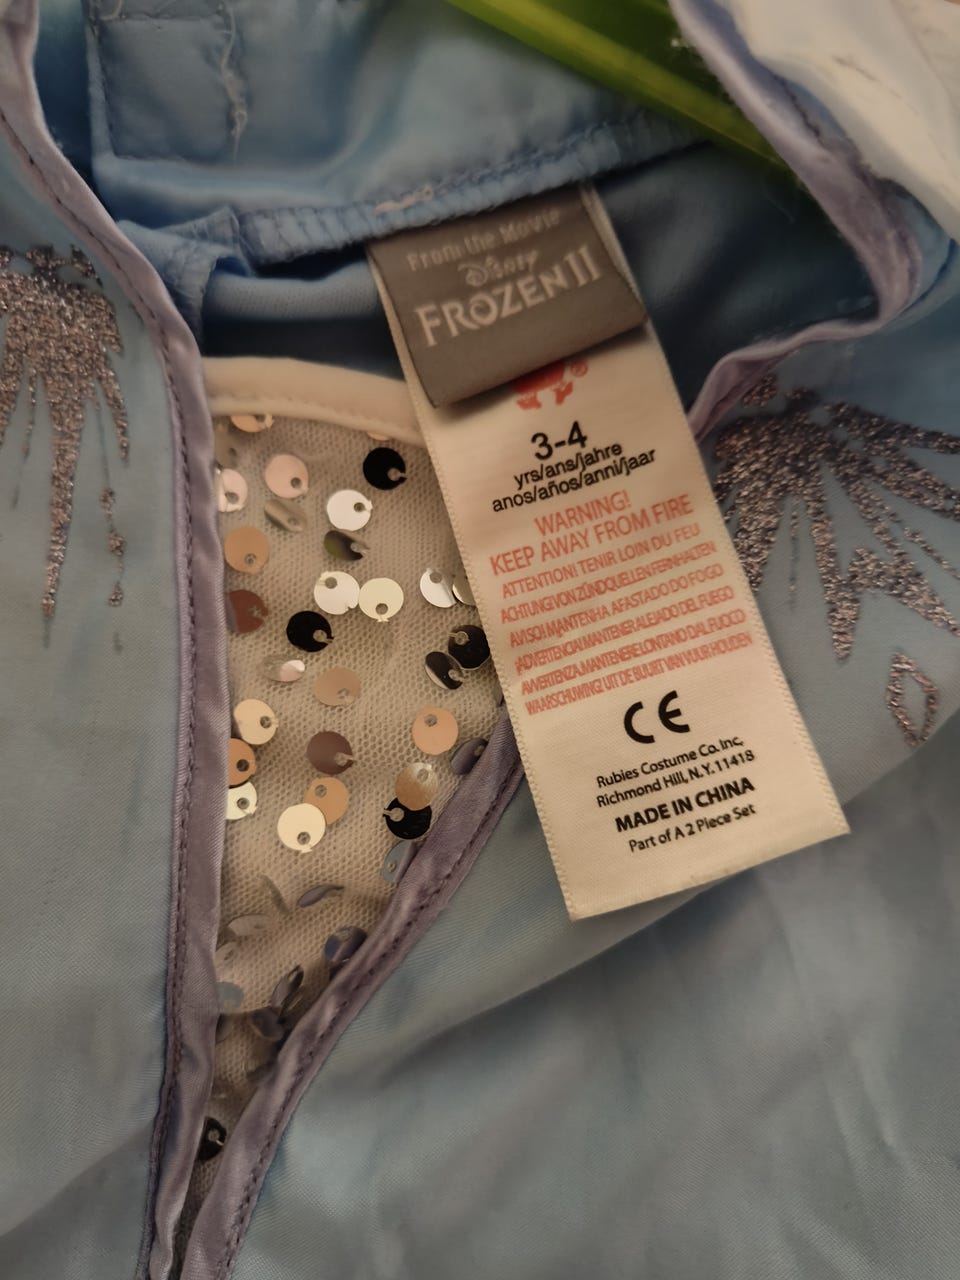 From the Movie
Disney
FROZEN II
®
3-4
yrs/ans/jahre
anos/años/anni/jaar
WARNING!
KEEP AWAY FROM FIRE
ATTENTION! TENIR LOIN DU FEU
ACHTUNG! VON ZÜNDQUELLEN FERNHALTEN
AVISO! MANTENHA AFASTADO DO FOGO
¡ADVERTENCIA! MANTENER ALEJADO DEL FUEGO
AVVERTENZA, MANTENERE LONTANO DAL FUOCO
WAARSCHUWING! UIT DE BUURT VAN VUUR HOUDEN
CE
Rubies Costume Co. Inc.
Richmond Hill, N.Y. 11418
MADE IN CHINA
Part of A 2 Piece Set